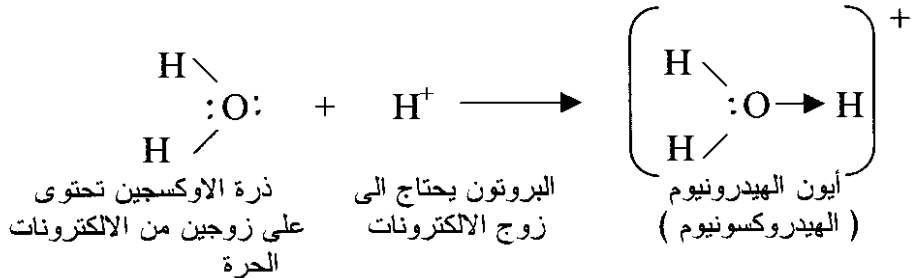 H H +
:O: + H⁺ ⟶ [ :O→H ]
H H
ذرة الاوكسجين تحتوى
على زوجين من الالكترونات
الحرة
البروتون يحتاج الى
زوج الالكترونات
أيون الهيدرونيوم
( الهيدروكسونيوم )